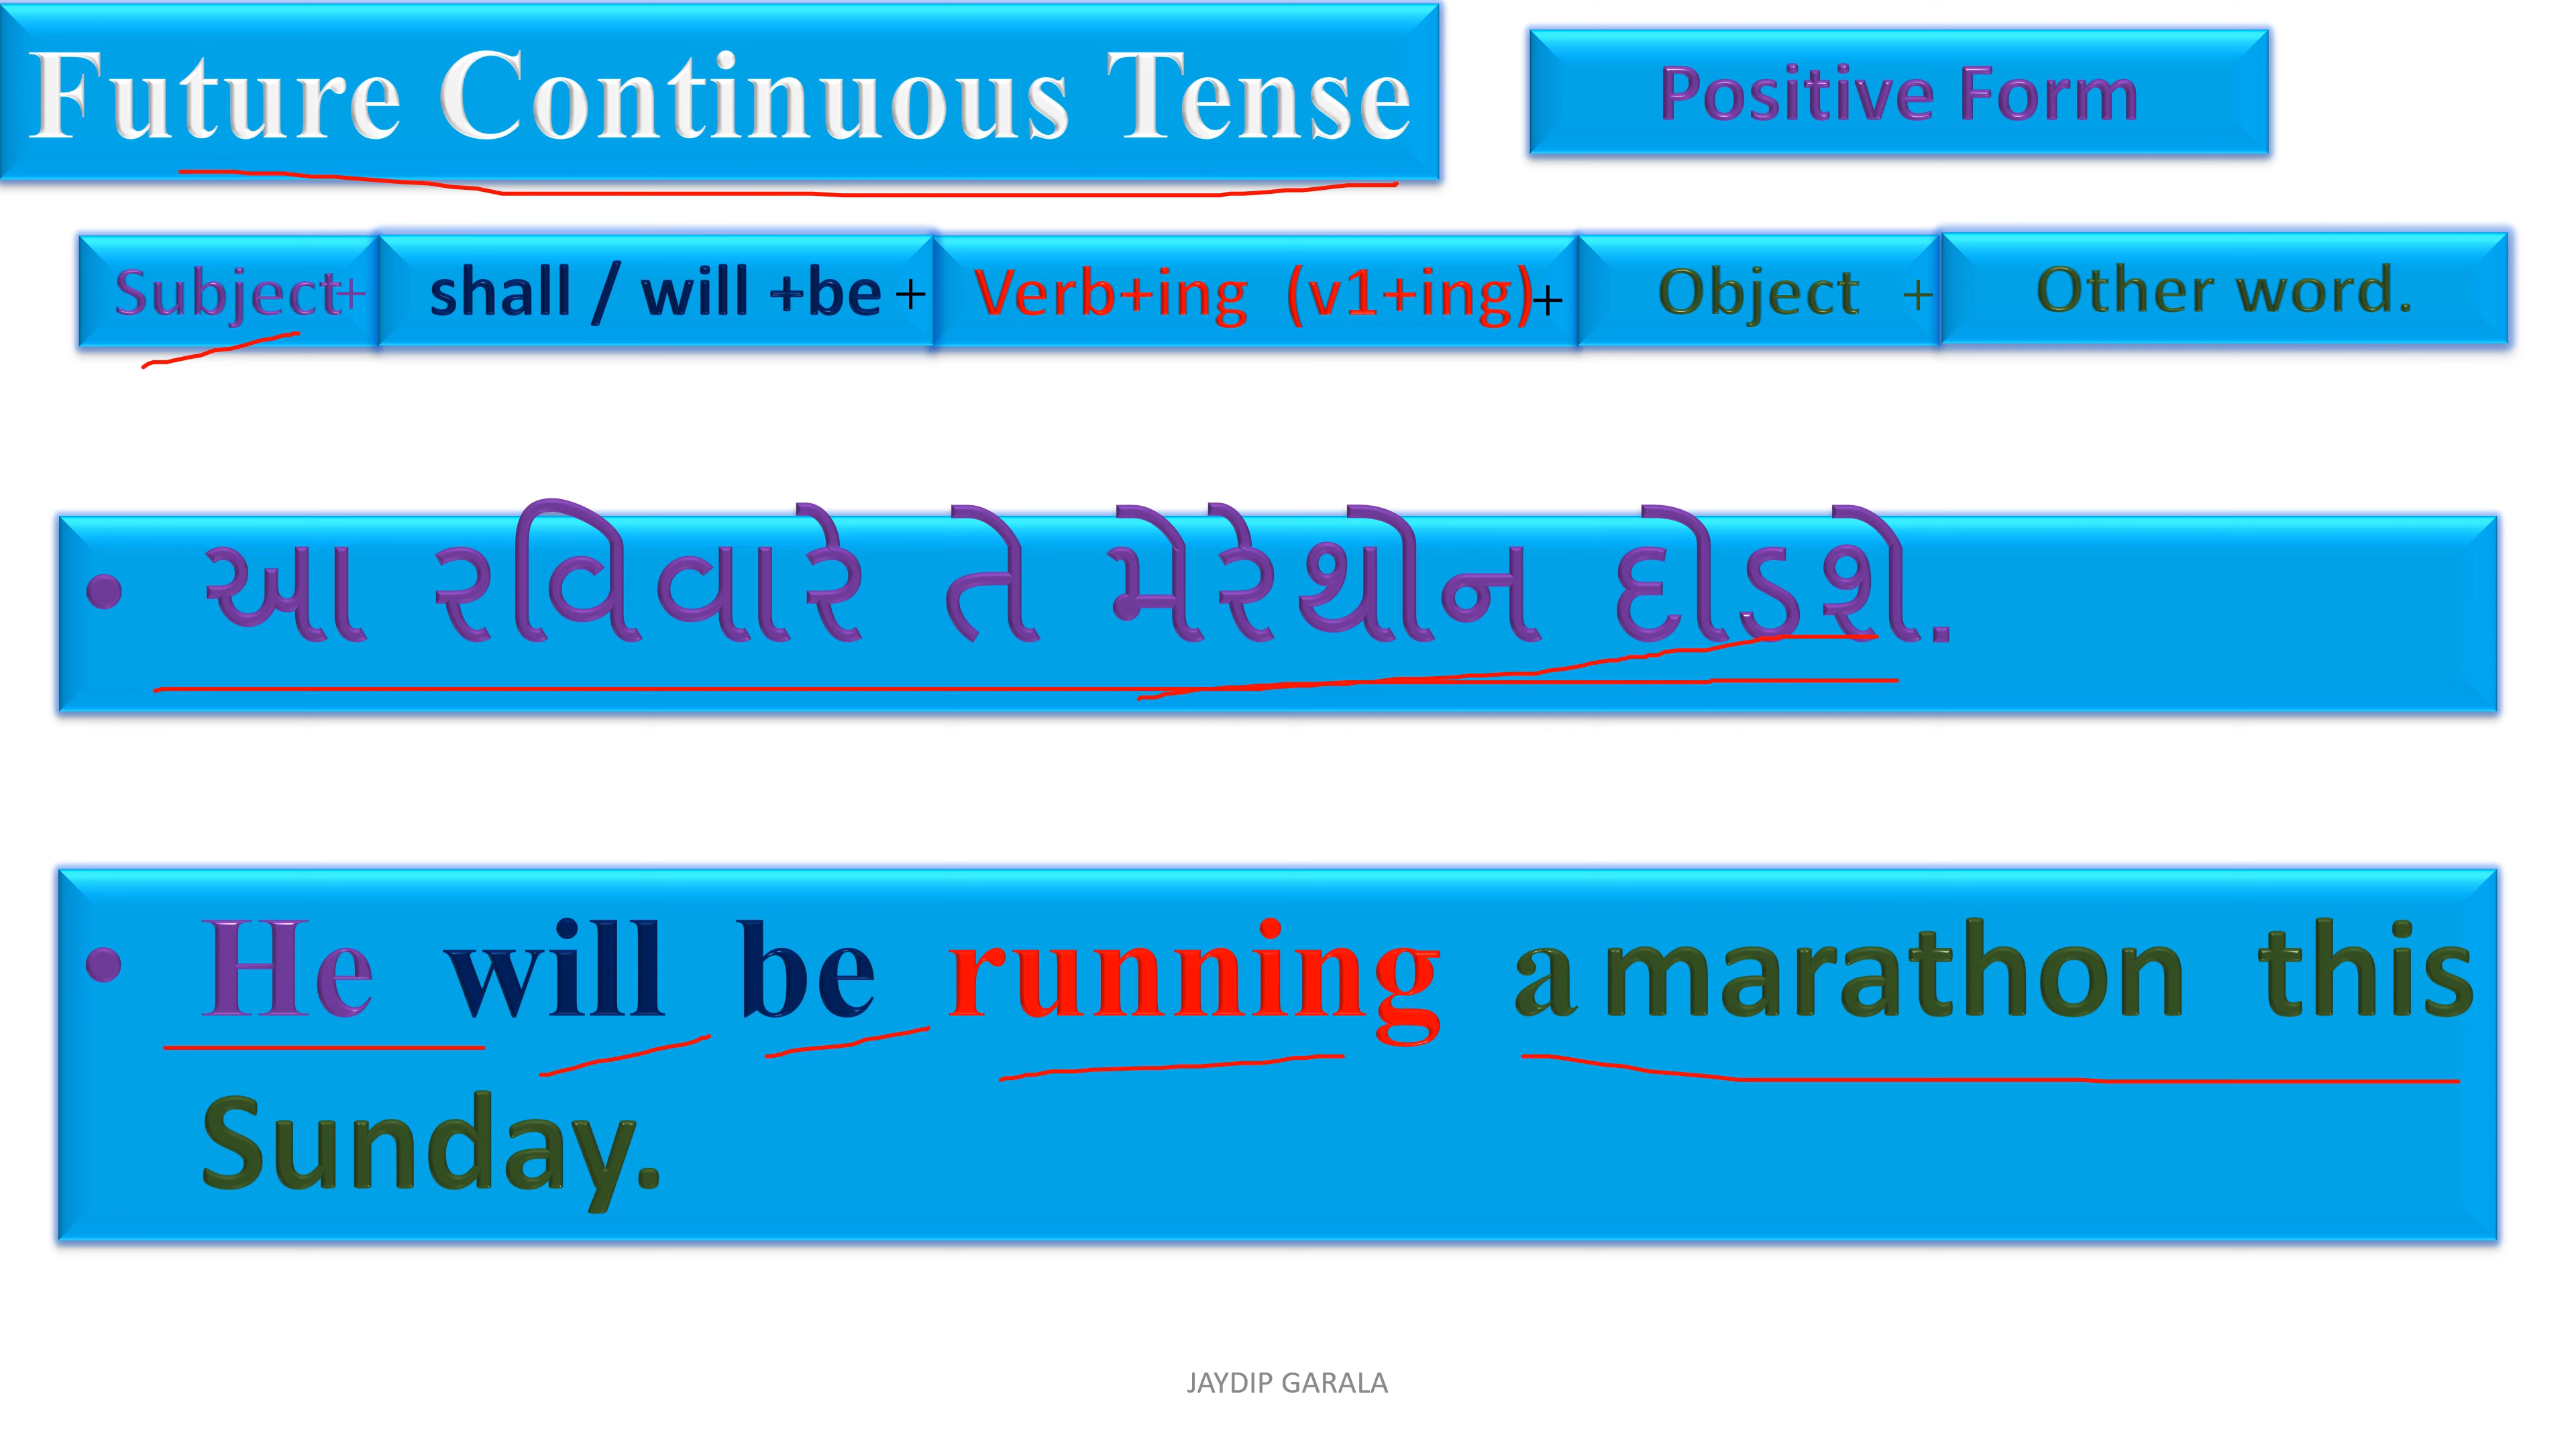 Future Continuous Tense
Positive Form
Subject+ shall / will +be + Verb+ing (v1+ing)+ Object + Other word.
• આ રવિવારે તે મેરેથોન દોડશે.
• He will be running a marathon this
Sunday.
JAYDIP GARALA